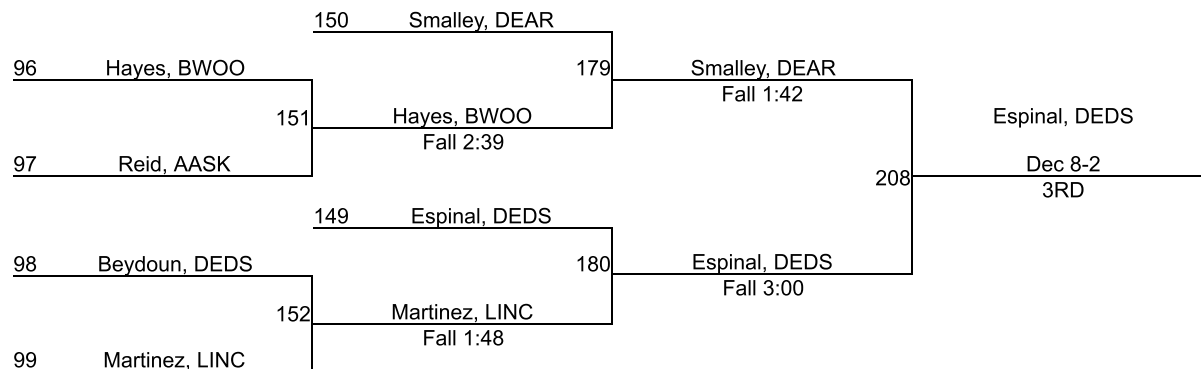 150 Smalley, DEAR
96 Hayes, BWOO
179 Smalley, DEAR
Fall 1:42
151 Hayes, BWOO
Fall 2:39
Espinal, DEDS
97 Reid, AASK
Dec 8-2
208
3RD
149 Espinal, DEDS
98 Beydoun, DEDS
180 Espinal, DEDS
Fall 3:00
152 Martinez, LINC
Fall 1:48
99 Martinez, LINC